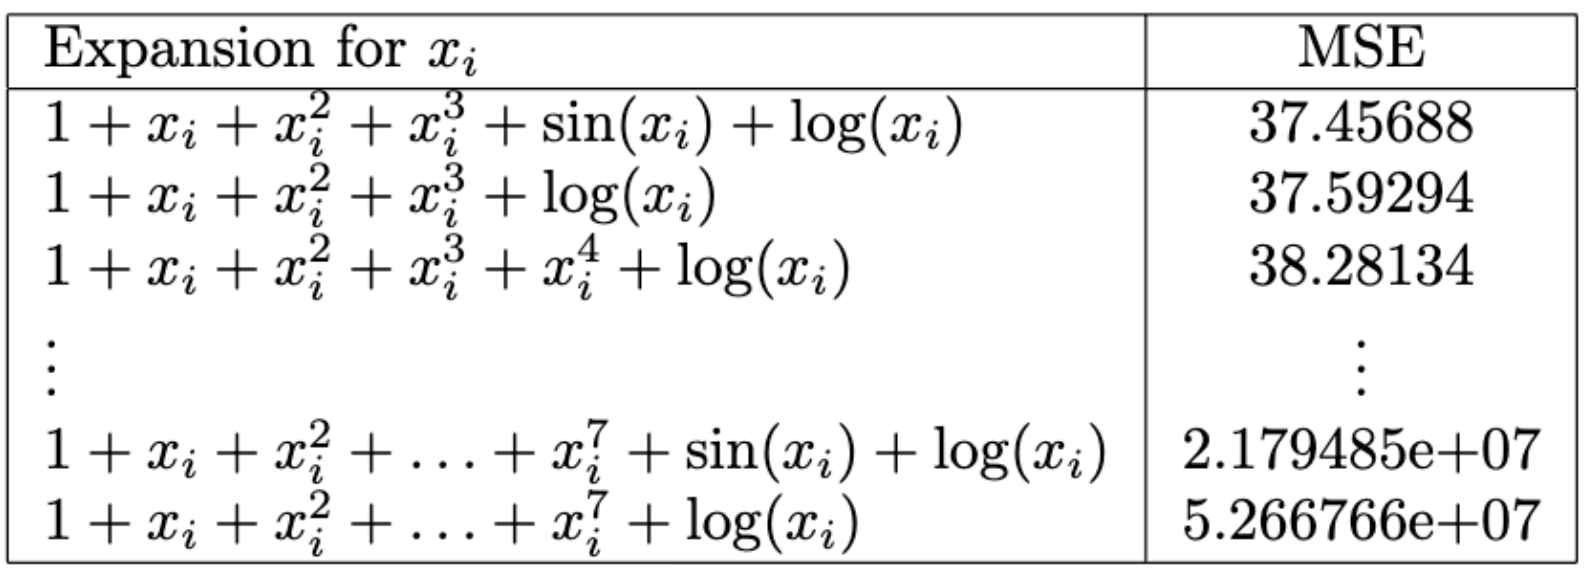 Expansion for $x_i$ MSE
$1 + x_i + x_i^2 + x_i^3 + \sin(x_i) + \log(x_i)$ 37.45688
$1 + x_i + x_i^2 + x_i^3 + \log(x_i)$ 37.59294
$1 + x_i + x_i^2 + x_i^3 + x_i^4 + \log(x_i)$ 38.28134
⋮ ⋮
$1 + x_i + x_i^2 + \ldots + x_i^7 + \sin(x_i) + \log(x_i)$ 2.179485e+07
$1 + x_i + x_i^2 + \ldots + x_i^7 + \log(x_i)$ 5.266766e+07